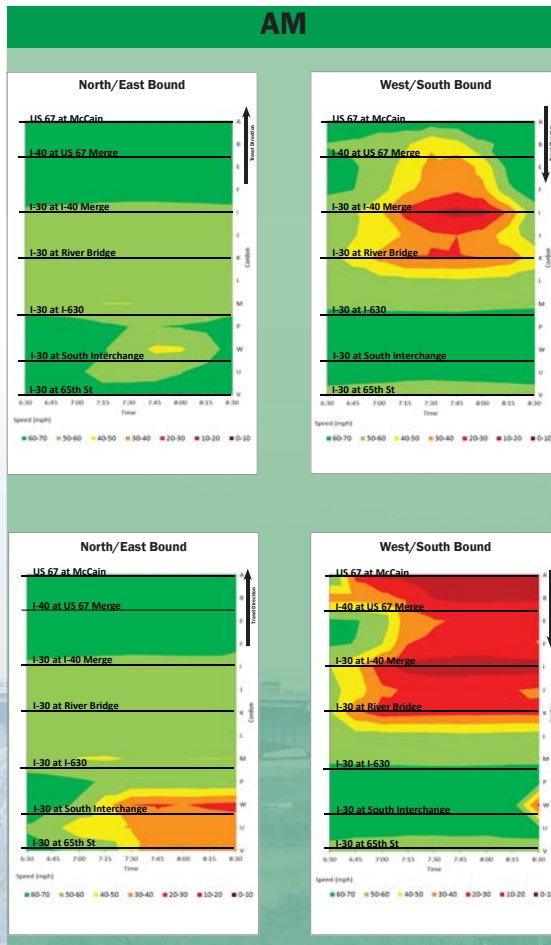 AM
North/East Bound
US 67 at McCain
I-40 at US 67 Merge
I-30 at I-40 Merge
I-30 at River Bridge
I-30 at I-630
I-30 at South Interchange
I-30 at 65th St
A
B
E
F
I
J
K
L
M
P
W
U
V
Travel Direction
Cordon
6:30 6:45 7:00 7:15 7:30 7:45 8:00 8:15 8:30
Time
Speed (mph)
60-70 50-60 40-50 30-40 20-30 10-20 0-10
West/South Bound
US 67 at McCain
I-40 at US 67 Merge
I-30 at I-40 Merge
I-30 at River Bridge
I-30 at I-630
I-30 at South Interchange
I-30 at 65th St
A
B
E
F
I
J
K
L
M
P
W
U
V
Cordon
6:30 6:45 7:00 7:15 7:30 7:45 8:00 8:15 8:30
Time
Speed (mph)
60-70 50-60 40-50 30-40 20-30 10-20 0-10
North/East Bound
US 67 at McCain
I-40 at US 67 Merge
I-30 at I-40 Merge
I-30 at River Bridge
I-30 at I-630
I-30 at South Interchange
I-30 at 65th St
A
B
E
F
I
J
K
L
M
P
W
U
V
Travel Direction
Cordon
6:30 6:45 7:00 7:15 7:30 7:45 8:00 8:15 8:30
Time
Speed (mph)
60-70 50-60 40-50 30-40 20-30 10-20 0-10
West/South Bound
US 67 at McCain
I-40 at US 67 Merge
I-30 at I-40 Merge
I-30 at River Bridge
I-30 at I-630
I-30 at South Interchange
I-30 at 65th St
A
B
E
F
I
J
K
L
M
P
W
U
V
6:30 6:45 7:00 7:15 7:30 7:45 8:00 8:15 8:30
Time
Speed (mph)
60-70 50-60 40-50 30-40 20-30 10-20 0-10